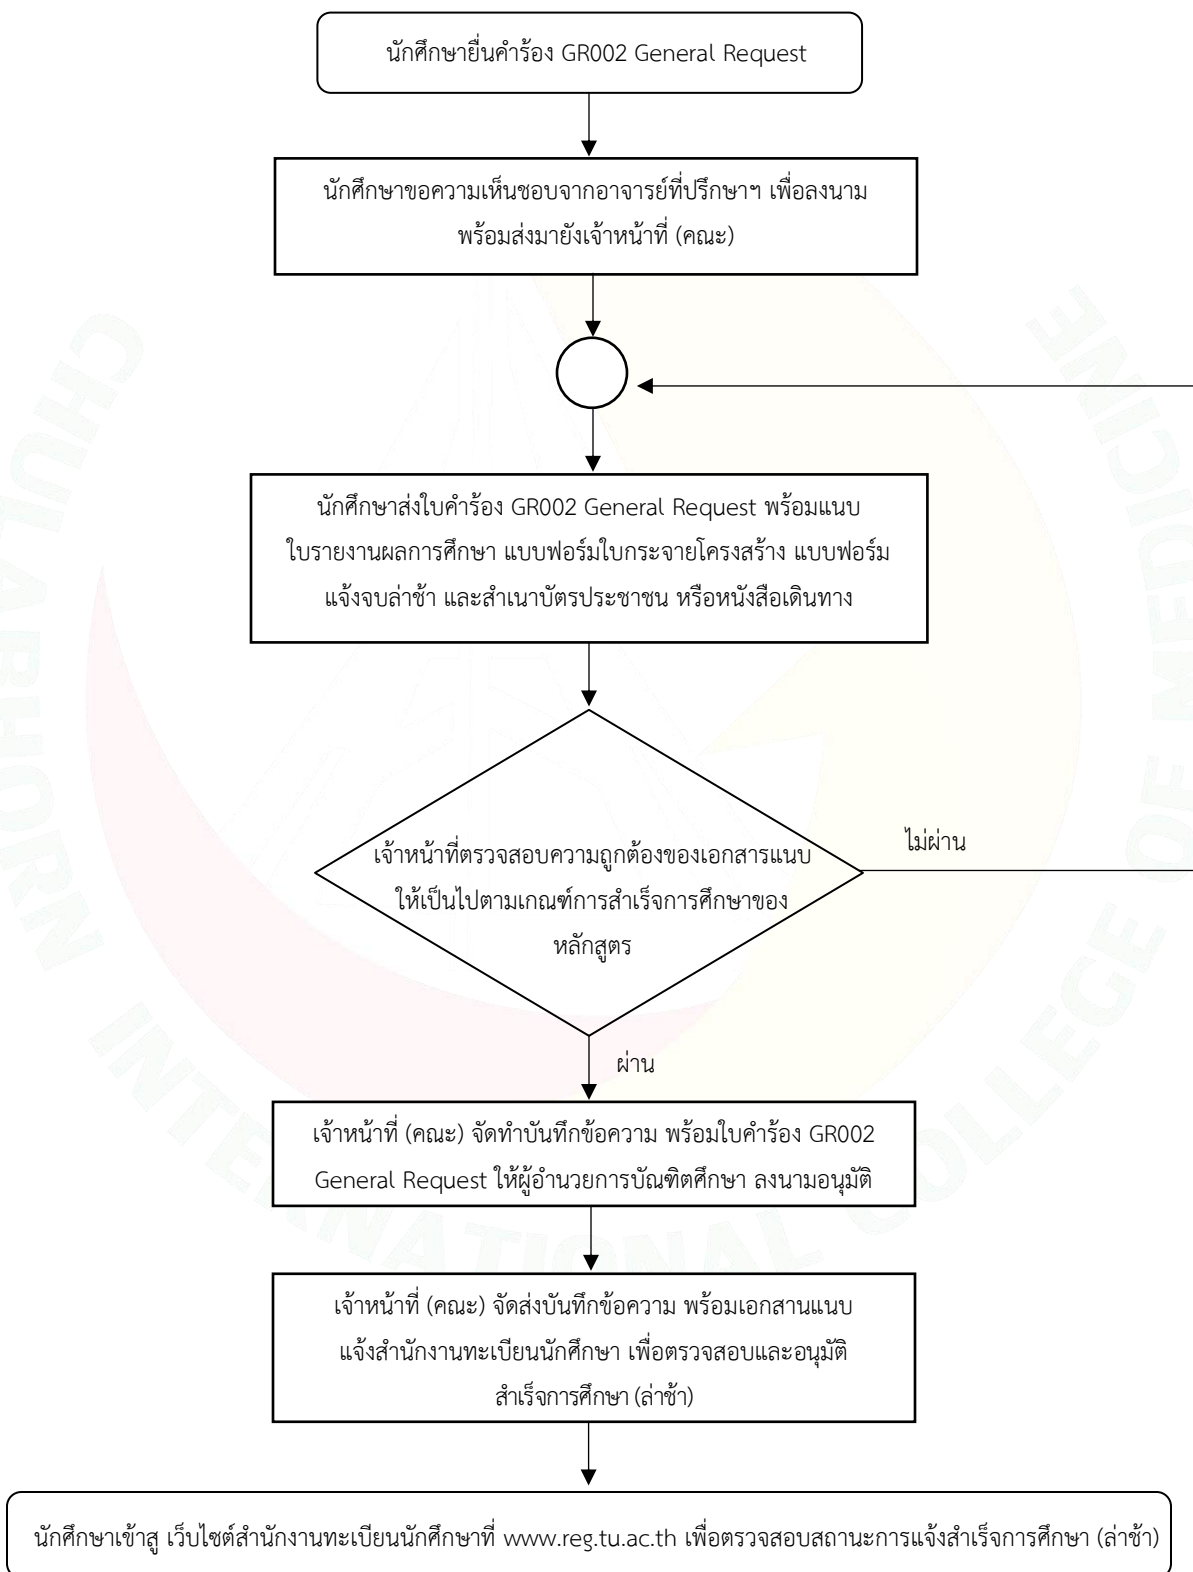 นักศึกษายื่นคำร้อง GR002 General Request
นักศึกษาขอความเห็นชอบจากอาจารย์ที่ปรึกษาฯ เพื่อลงนาม
พร้อมส่งมายังเจ้าหน้าที่ (คณะ)
นักศึกษาส่งใบคำร้อง GR002 General Request พร้อมแนบ
ใบรายงานผลการศึกษา แบบฟอร์มใบกระจายโครงสร้าง แบบฟอร์ม
แจ้งจบล่าช้า และสำเนาบัตรประชาชน หรือหนังสือเดินทาง
ไม่ผ่าน
เจ้าหน้าที่ตรวจสอบความถูกต้องของเอกสารแนบ
ให้เป็นไปตามเกณฑ์การสำเร็จการศึกษาของ
หลักสูตร
ผ่าน
เจ้าหน้าที่ (คณะ) จัดทำบันทึกข้อความ พร้อมใบคำร้อง GR002
General Request ให้ผู้อำนวยการบัณฑิตศึกษา ลงนามอนุมัติ
เจ้าหน้าที่ (คณะ) จัดส่งบันทึกข้อความ พร้อมเอกสานแนบ
แจ้งสำนักงานทะเบียนนักศึกษา เพื่อตรวจสอบและอนุมัติ
สำเร็จการศึกษา (ล่าช้า)
นักศึกษาเข้าสู เว็บไซต์สำนักงานทะเบียนนักศึกษาที่ www.reg.tu.ac.th เพื่อตรวจสอบสถานะการแจ้งสำเร็จการศึกษา (ล่าช้า)
CHULABHORN INTERNATIONAL COLLEGE OF MEDICINE